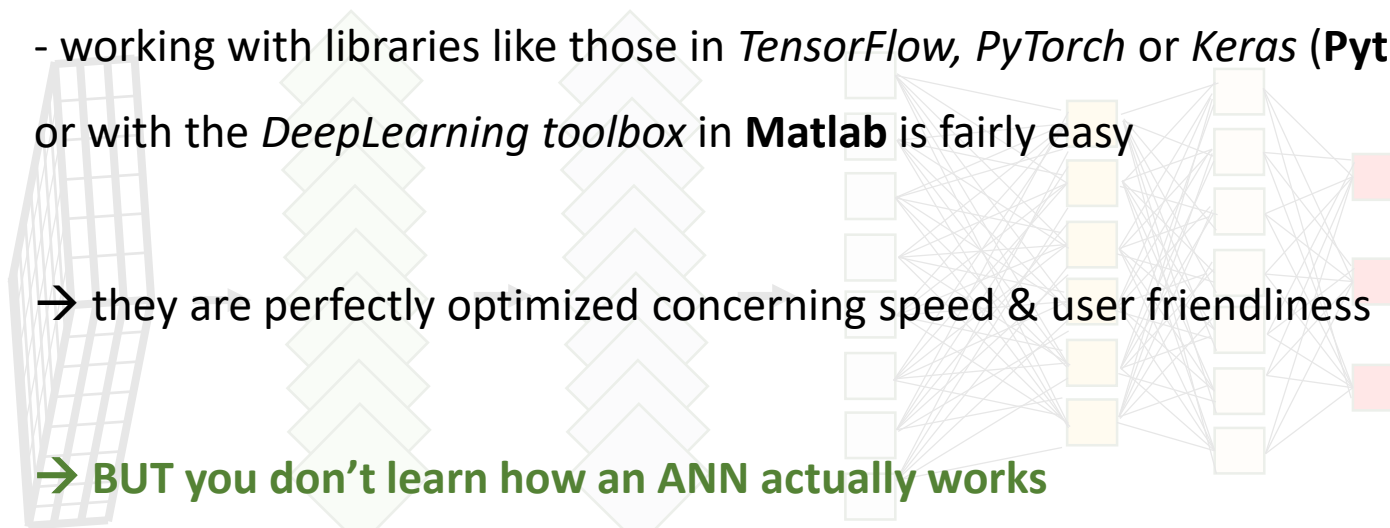 - working with libraries like those in TensorFlow, PyTorch or Keras (Pyt
or with the DeepLearning toolbox in Matlab is fairly easy
→ they are perfectly optimized concerning speed & user friendliness
→ BUT you don’t learn how an ANN actually works